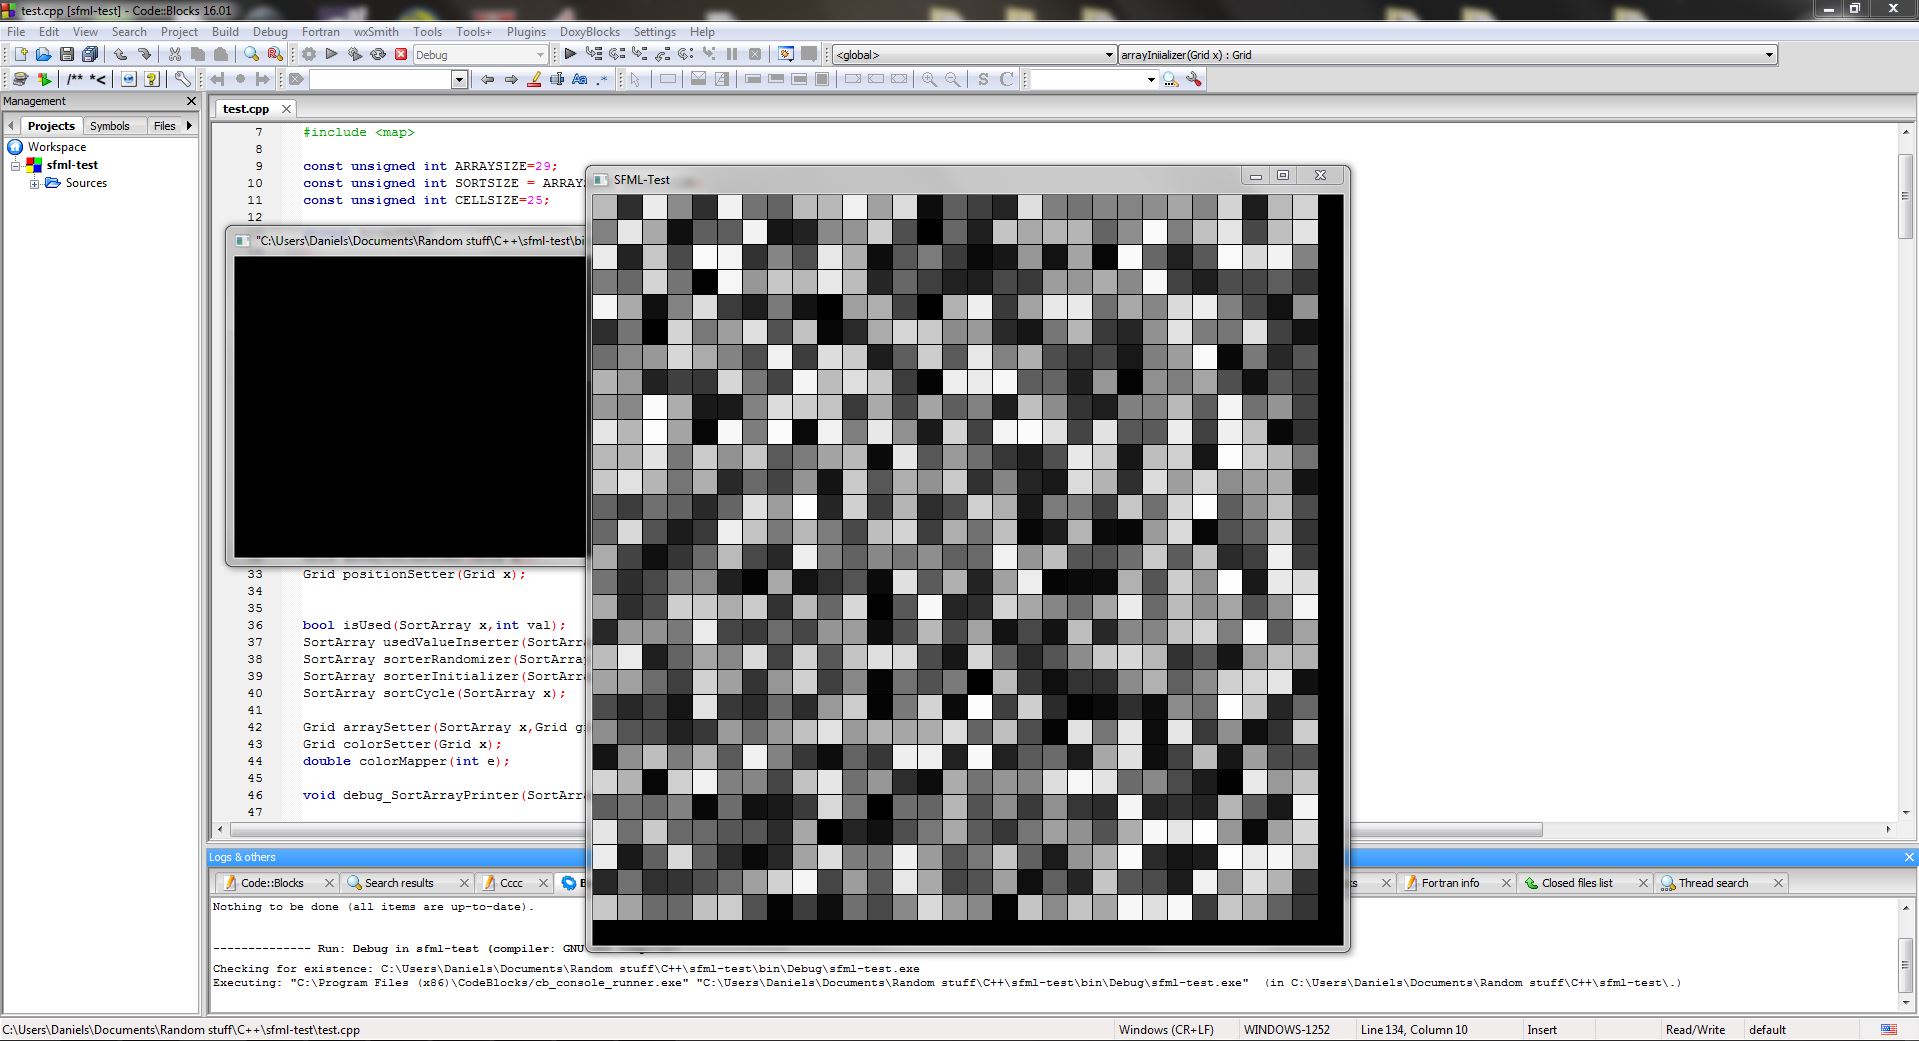 test.cpp [sfml-test] - Code::Blocks 16.01
File Edit View Search Project Build Debug Fortran wxSmith Tools Tools+ Plugins DoxyBlocks Settings Help
Debug
<global>
arrayIniializer(Grid x) : Grid
/** *<
Aa .*
S C
Management
Projects Symbols Files
Workspace
sfml-test
Sources
test.cpp
7 #include <map>
8
9 const unsigned int ARRAYSIZE=29;
10 const unsigned int SORTSIZE = ARRAYS
11 const unsigned int CELLSIZE=25;
12
"C:\Users\Daniels\Documents\Random stuff\C++\sfml-test\bi
SFML-Test
33 Grid positionSetter(Grid x);
34
35
36 bool isUsed(SortArray x,int val);
37 SortArray usedValueInserter(SortArra
38 SortArray sorterRandomizer(SortArray
39 SortArray sorterInitializer(SortArra
40 SortArray sortCycle(SortArray x);
41
42 Grid arraySetter(SortArray x,Grid g
43 Grid colorSetter(Grid x);
44 double colorMapper(int e);
45
46 void debug_SortArrayPrinter(SortArra
47
Logs & others
Code::Blocks Search results Cccc B Fortran info Closed files list Thread search
Nothing to be done (all items are up-to-date).
-------------- Run: Debug in sfml-test (compiler: GNU
Checking for existence: C:\Users\Daniels\Documents\Random stuff\C++\sfml-test\bin\Debug\sfml-test.exe
Executing: "C:\Program Files (x86)\CodeBlocks/cb_console_runner.exe" "C:\Users\Daniels\Documents\Random stuff\C++\sfml-test\bin\Debug\sfml-test.exe"  (in C:\Users\Daniels\Documents\Random stuff\C++\sfml-test\.)
C:\Users\Daniels\Documents\Random stuff\C++\sfml-test\test.cpp Windows (CR+LF) WINDOWS-1252 Line 134, Column 10 Insert Read/Write default